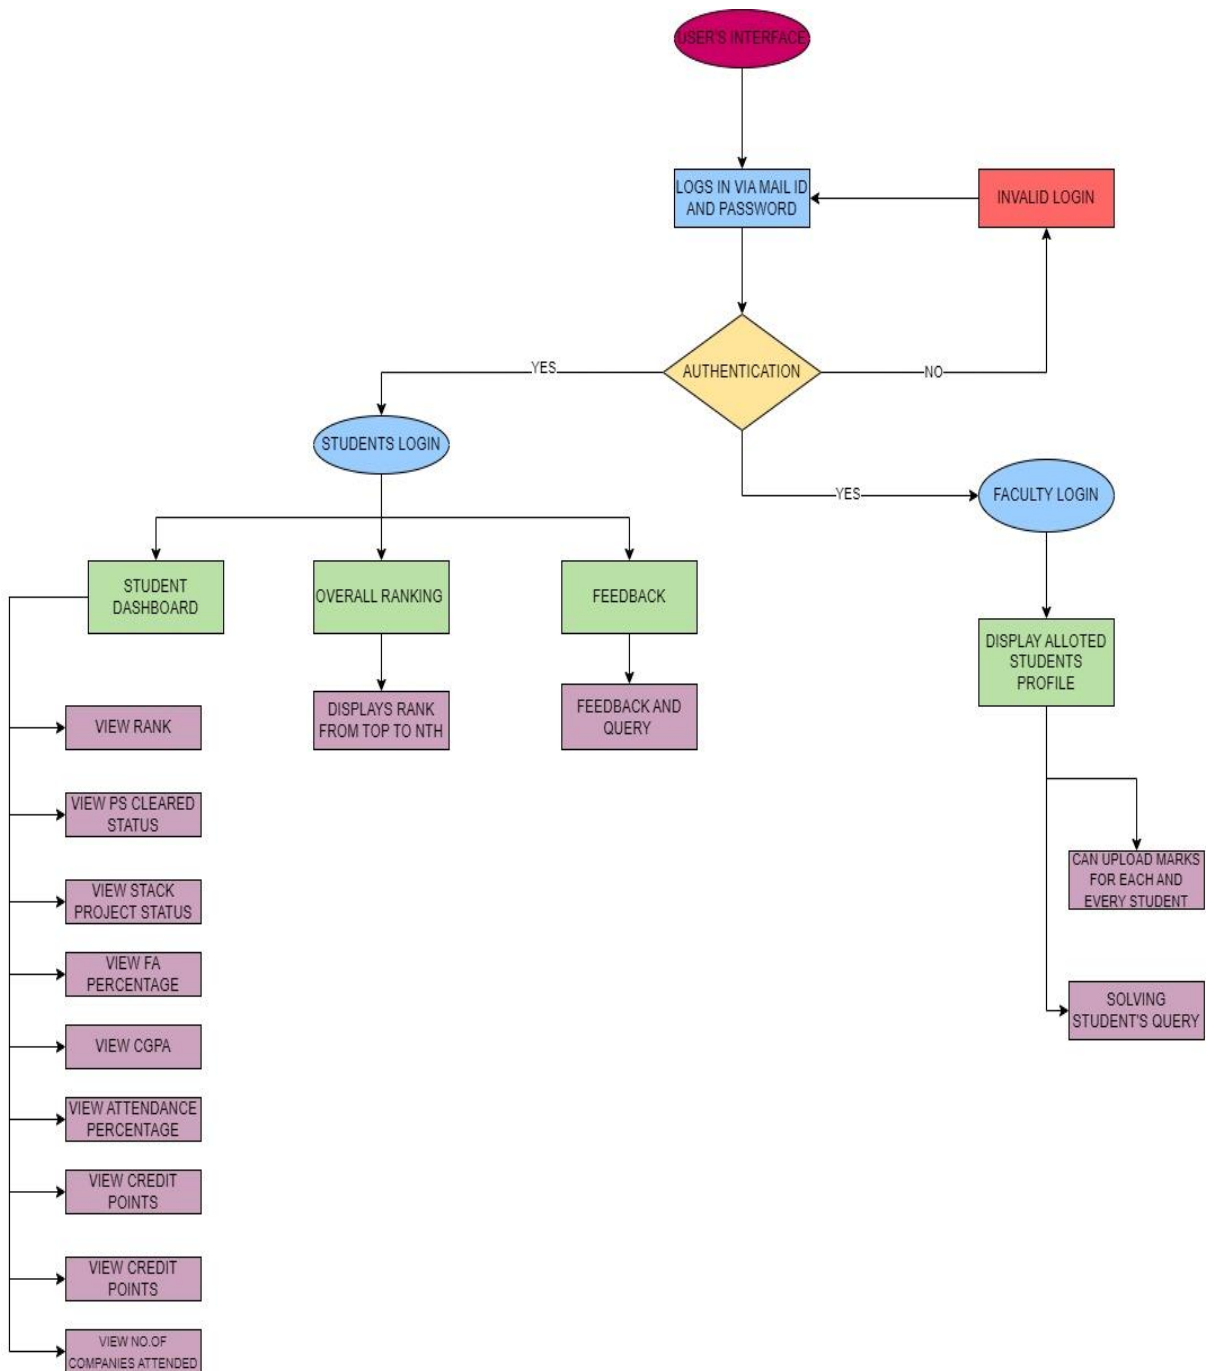 USER'S INTERFACE
LOGS IN VIA MAIL ID
AND PASSWORD
INVALID LOGIN
AUTHENTICATION
YES
NO
STUDENTS LOGIN
YES
FACULTY LOGIN
STUDENT
DASHBOARD
OVERALL RANKING
FEEDBACK
DISPLAY ALLOTED
STUDENTS
PROFILE
DISPLAYS RANK
FROM TOP TO NTH
FEEDBACK AND
QUERY
VIEW RANK
VIEW PS CLEARED
STATUS
CAN UPLOAD MARKS
FOR EACH AND
EVERY STUDENT
VIEW STACK
PROJECT STATUS
VIEW FA
PERCENTAGE
SOLVING
STUDENT'S QUERY
VIEW CGPA
VIEW ATTENDANCE
PERCENTAGE
VIEW CREDIT
POINTS
VIEW CREDIT
POINTS
VIEW NO.OF
COMPANIES ATTENDED